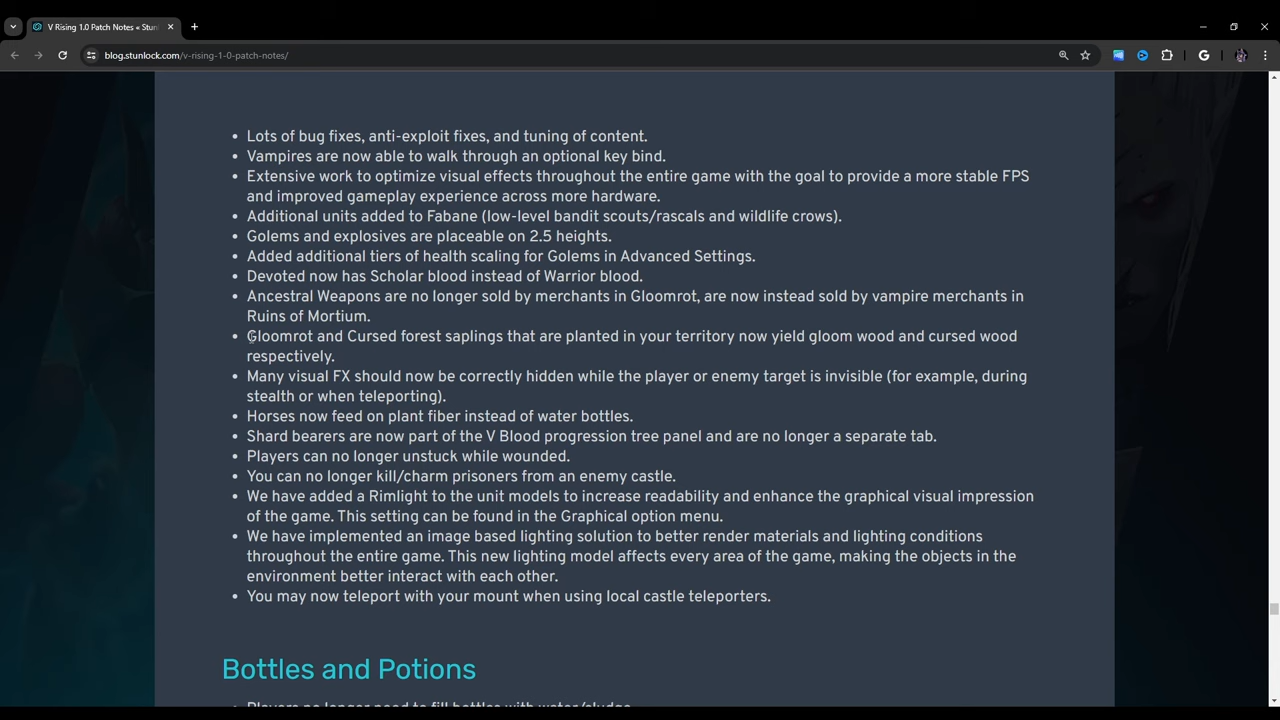 V Rising 1.0 Patch Notes « Stun
blog.stunlock.com/v-rising-1-0-patch-notes/
G
• Lots of bug fixes, anti-exploit fixes, and tuning of content.
• Vampires are now able to walk through an optional key bind.
• Extensive work to optimize visual effects throughout the entire game with the goal to provide a more stable FPS
and improved gameplay experience across more hardware.
• Additional units added to Fabane (low-level bandit scouts/rascals and wildlife crows).
• Golems and explosives are placeable on 2.5 heights.
• Added additional tiers of health scaling for Golems in Advanced Settings.
• Devoted now has Scholar blood instead of Warrior blood.
• Ancestral Weapons are no longer sold by merchants in Gloomrot, are now instead sold by vampire merchants in
Ruins of Mortium.
• Gloomrot and Cursed forest saplings that are planted in your territory now yield gloom wood and cursed wood
respectively.
• Many visual FX should now be correctly hidden while the player or enemy target is invisible (for example, during
stealth or when teleporting).
• Horses now feed on plant fiber instead of water bottles.
• Shard bearers are now part of the V Blood progression tree panel and are no longer a separate tab.
• Players can no longer unstuck while wounded.
• You can no longer kill/charm prisoners from an enemy castle.
• We have added a Rimlight to the unit models to increase readability and enhance the graphical visual impression
of the game. This setting can be found in the Graphical option menu.
• We have implemented an image based lighting solution to better render materials and lighting conditions
throughout the entire game. This new lighting model affects every area of the game, making the objects in the
environment better interact with each other.
• You may now teleport with your mount when using local castle teleporters.
Bottles and Potions
• Players no longer need to fill bottles with water/sludge